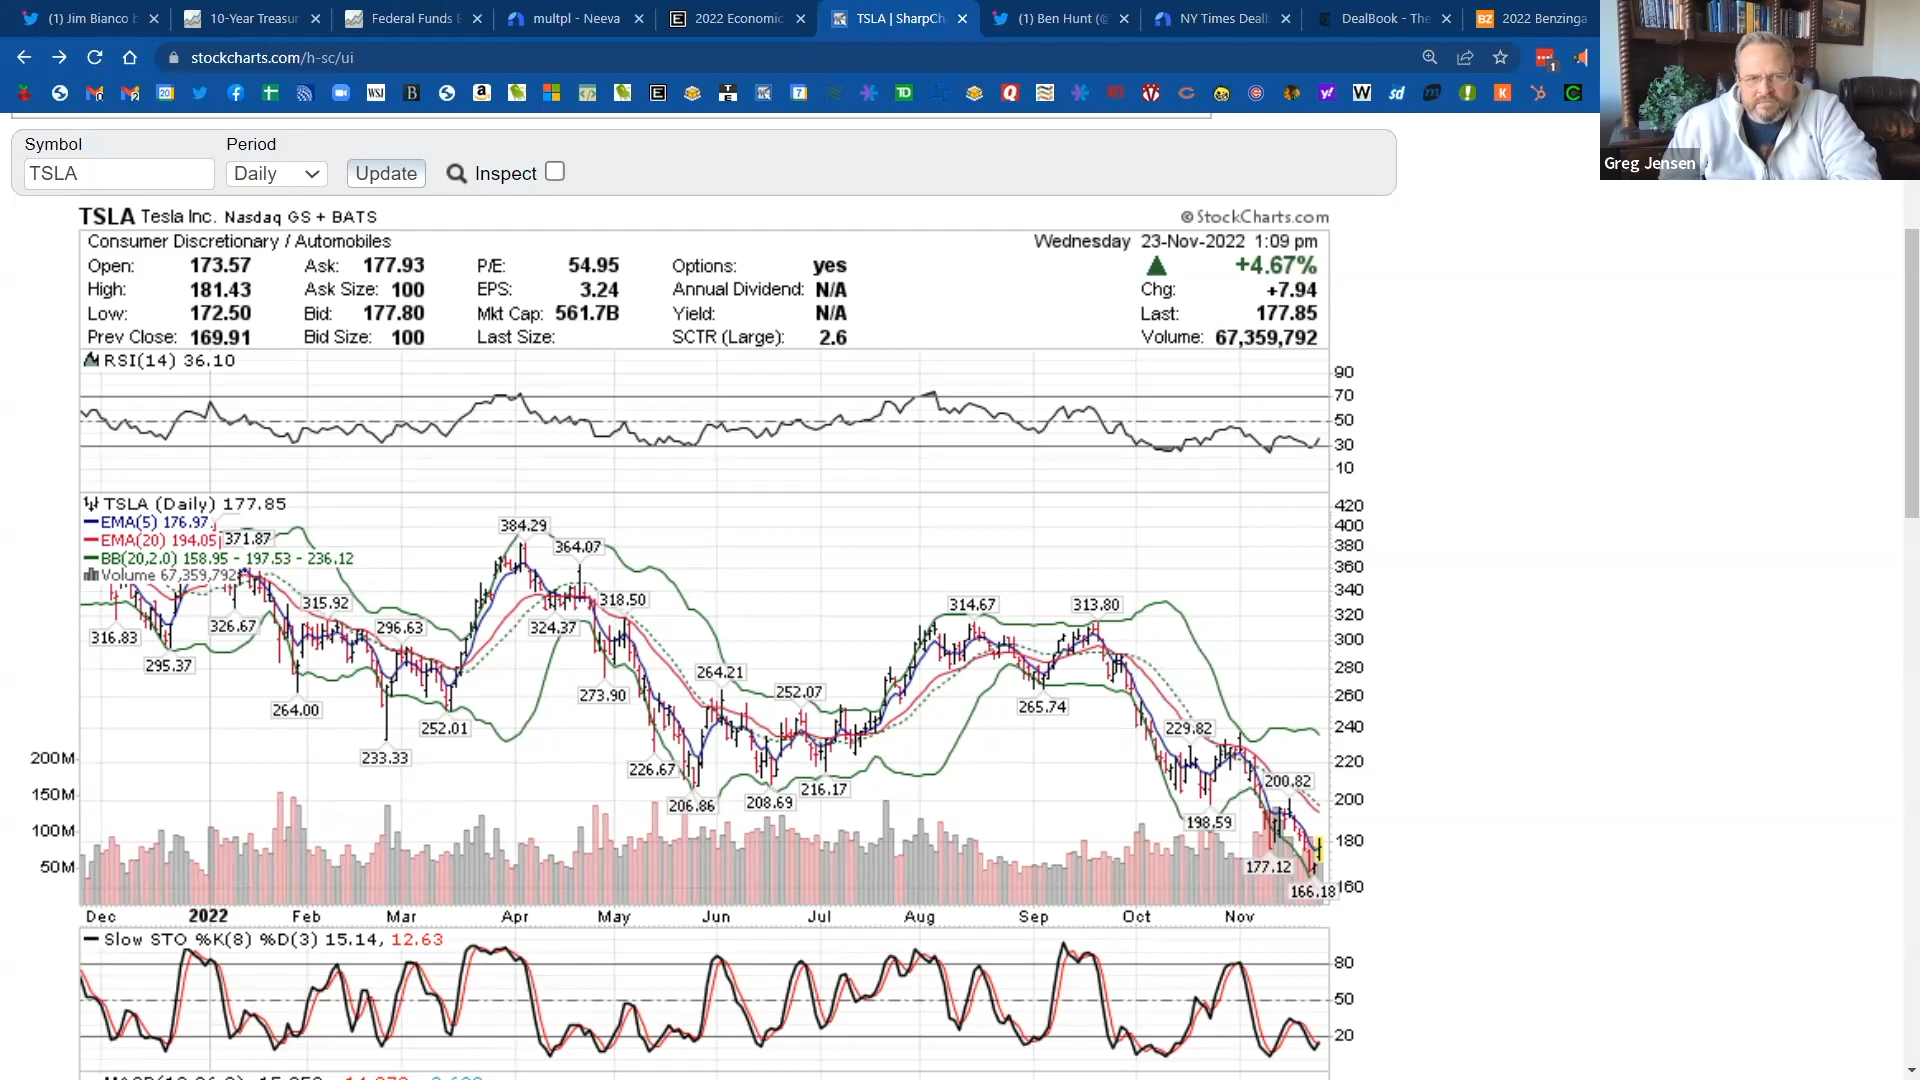 (1) Jim Bianco b
10-Year Treasur
Federal Funds E
multpl - Neeva
2022 Economic
TSLA | SharpCh
(1) Ben Hunt (@
NY Times Dealb
DealBook - The
2022 Benzinga
stockcharts.com/h-sc/ui
Greg Jensen
Symbol
Period
TSLA
Daily
Update
Inspect
TSLA Tesla Inc. Nasdaq GS + BATS
© StockCharts.com
Consumer Discretionary / Automobiles
Wednesday 23-Nov-2022 1:09 pm
Open: 173.57 Ask: 177.93 P/E: 54.95 Options: yes +4.67%
High: 181.43 Ask Size: 100 EPS: 3.24 Annual Dividend: N/A Chg: +7.94
Low: 172.50 Bid: 177.80 Mkt Cap: 561.7B Yield: N/A Last: 177.85
Prev Close: 169.91 Bid Size: 100 Last Size: SCTR (Large): 2.6 Volume: 67,359,792
RSI(14) 36.10
90
70
50
30
10
TSLA (Daily) 177.85
EMA(5) 176.97
EMA(20) 194.05
BB(20,2.0) 158.95 - 197.53 - 236.12
Volume 67,359,792
371.87
384.29
364.07
315.92
296.63
318.50
314.67
313.80
316.83
326.67
324.37
295.37
264.21
252.07
273.90
264.00
252.01
265.74
229.82
233.33
226.67
216.17
206.86
208.69
200.82
198.59
177.12
166.18
420
400
380
360
340
320
300
280
260
240
220
200
180
160
200M
150M
100M
50M
Dec 2022 Feb Mar Apr May Jun Jul Aug Sep Oct Nov
Slow STO %K(8) %D(3) 15.14, 12.63
80
50
20